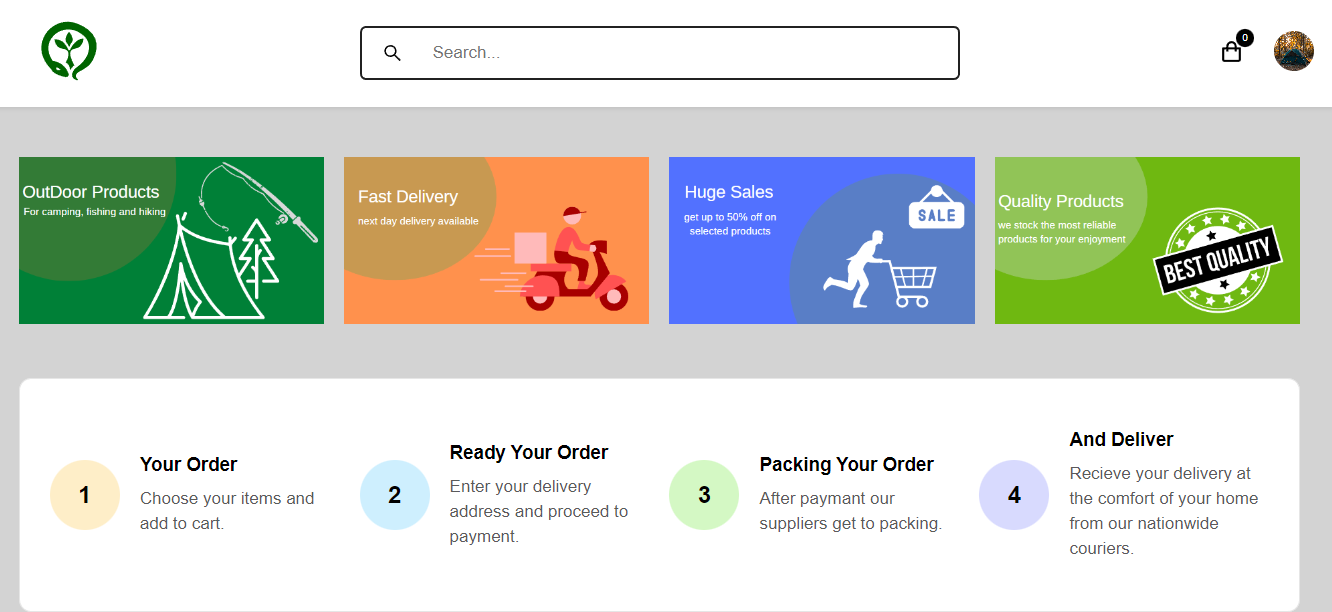 Search...
0
OutDoor Products
For camping, fishing and hiking
Fast Delivery
next day delivery available
Huge Sales
get up to 50% off on
selected products
SALE
Quality Products
we stock the most reliable
products for your enjoyment
BEST QUALITY
1
Your Order
Choose your items and
add to cart.
2
Ready Your Order
Enter your delivery
address and proceed to
payment.
3
Packing Your Order
After paymant our
suppliers get to packing.
4
And Deliver
Recieve your delivery at
the comfort of your home
from our nationwide
couriers.